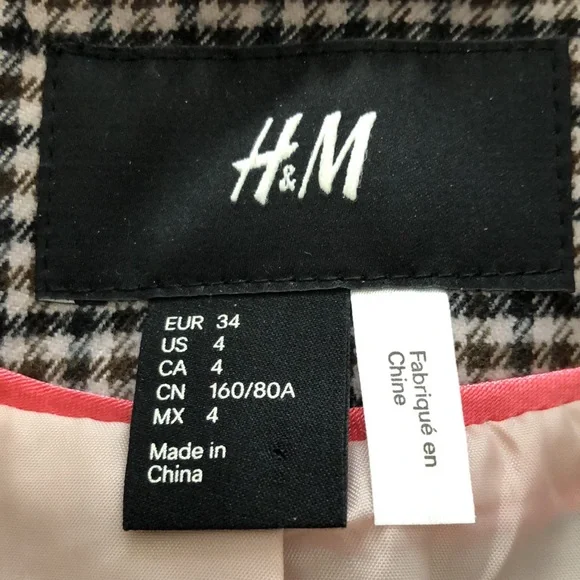 H&M
EUR 34
US 4
CA 4
CN 160/80A
MX 4
Made in
China
Fabriqué en
Chine